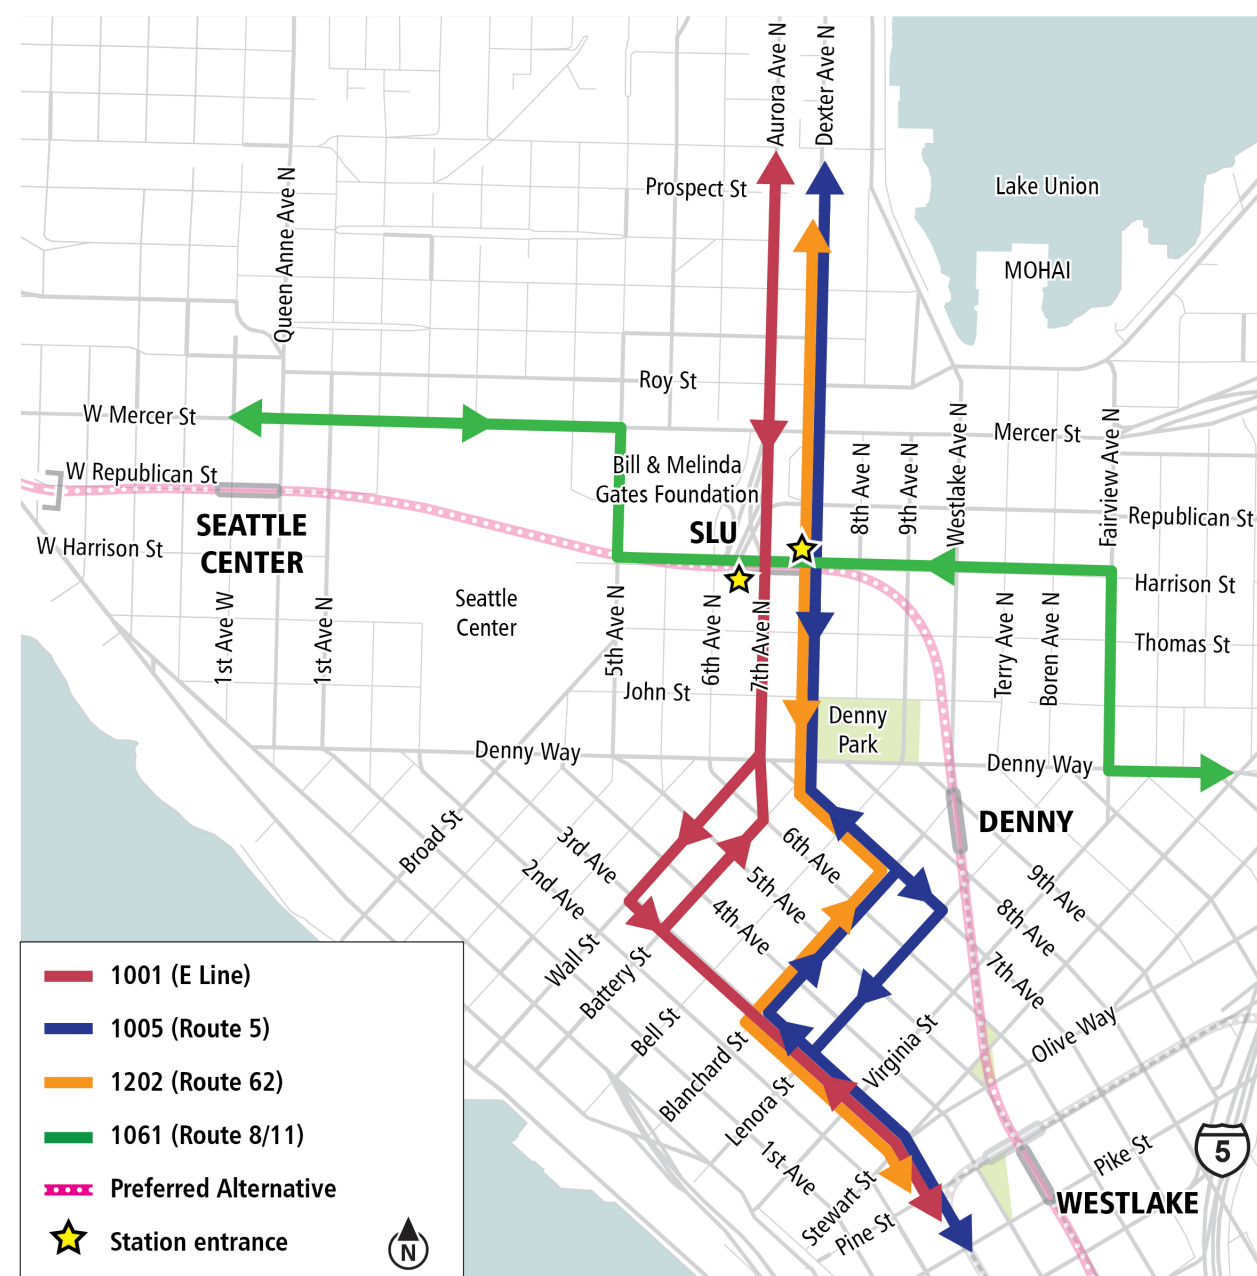 Aurora Ave N
Dexter Ave N
Prospect St
Lake Union
Queen Anne Ave N
MOHAI
Roy St
W Mercer St
Mercer St
W Republican St
Bill & Melinda
Gates Foundation
8th Ave N
9th Ave N
Westlake Ave N
Fairview Ave N
Republican St
SEATTLE
CENTER
SLU
W Harrison St
Harrison St
1st Ave W
1st Ave N
Seattle
Center
5th Ave N
6th Ave N
7th Ave N
Terry Ave N
Boren Ave N
Thomas St
John St
Denny
Park
Denny Way
Denny Way
DENNY
Broad St
3rd Ave
2nd Ave
6th Ave
5th Ave
4th Ave
9th Ave
8th Ave
7th Ave
Wall St
Battery St
Bell St
Blanchard St
Lenora St
Virginia St
Olive Way
1st Ave
Stewart St
Pine St
Pike St
5
WESTLAKE
1001 (E Line)
1005 (Route 5)
1202 (Route 62)
1061 (Route 8/11)
Preferred Alternative
Station entrance
N